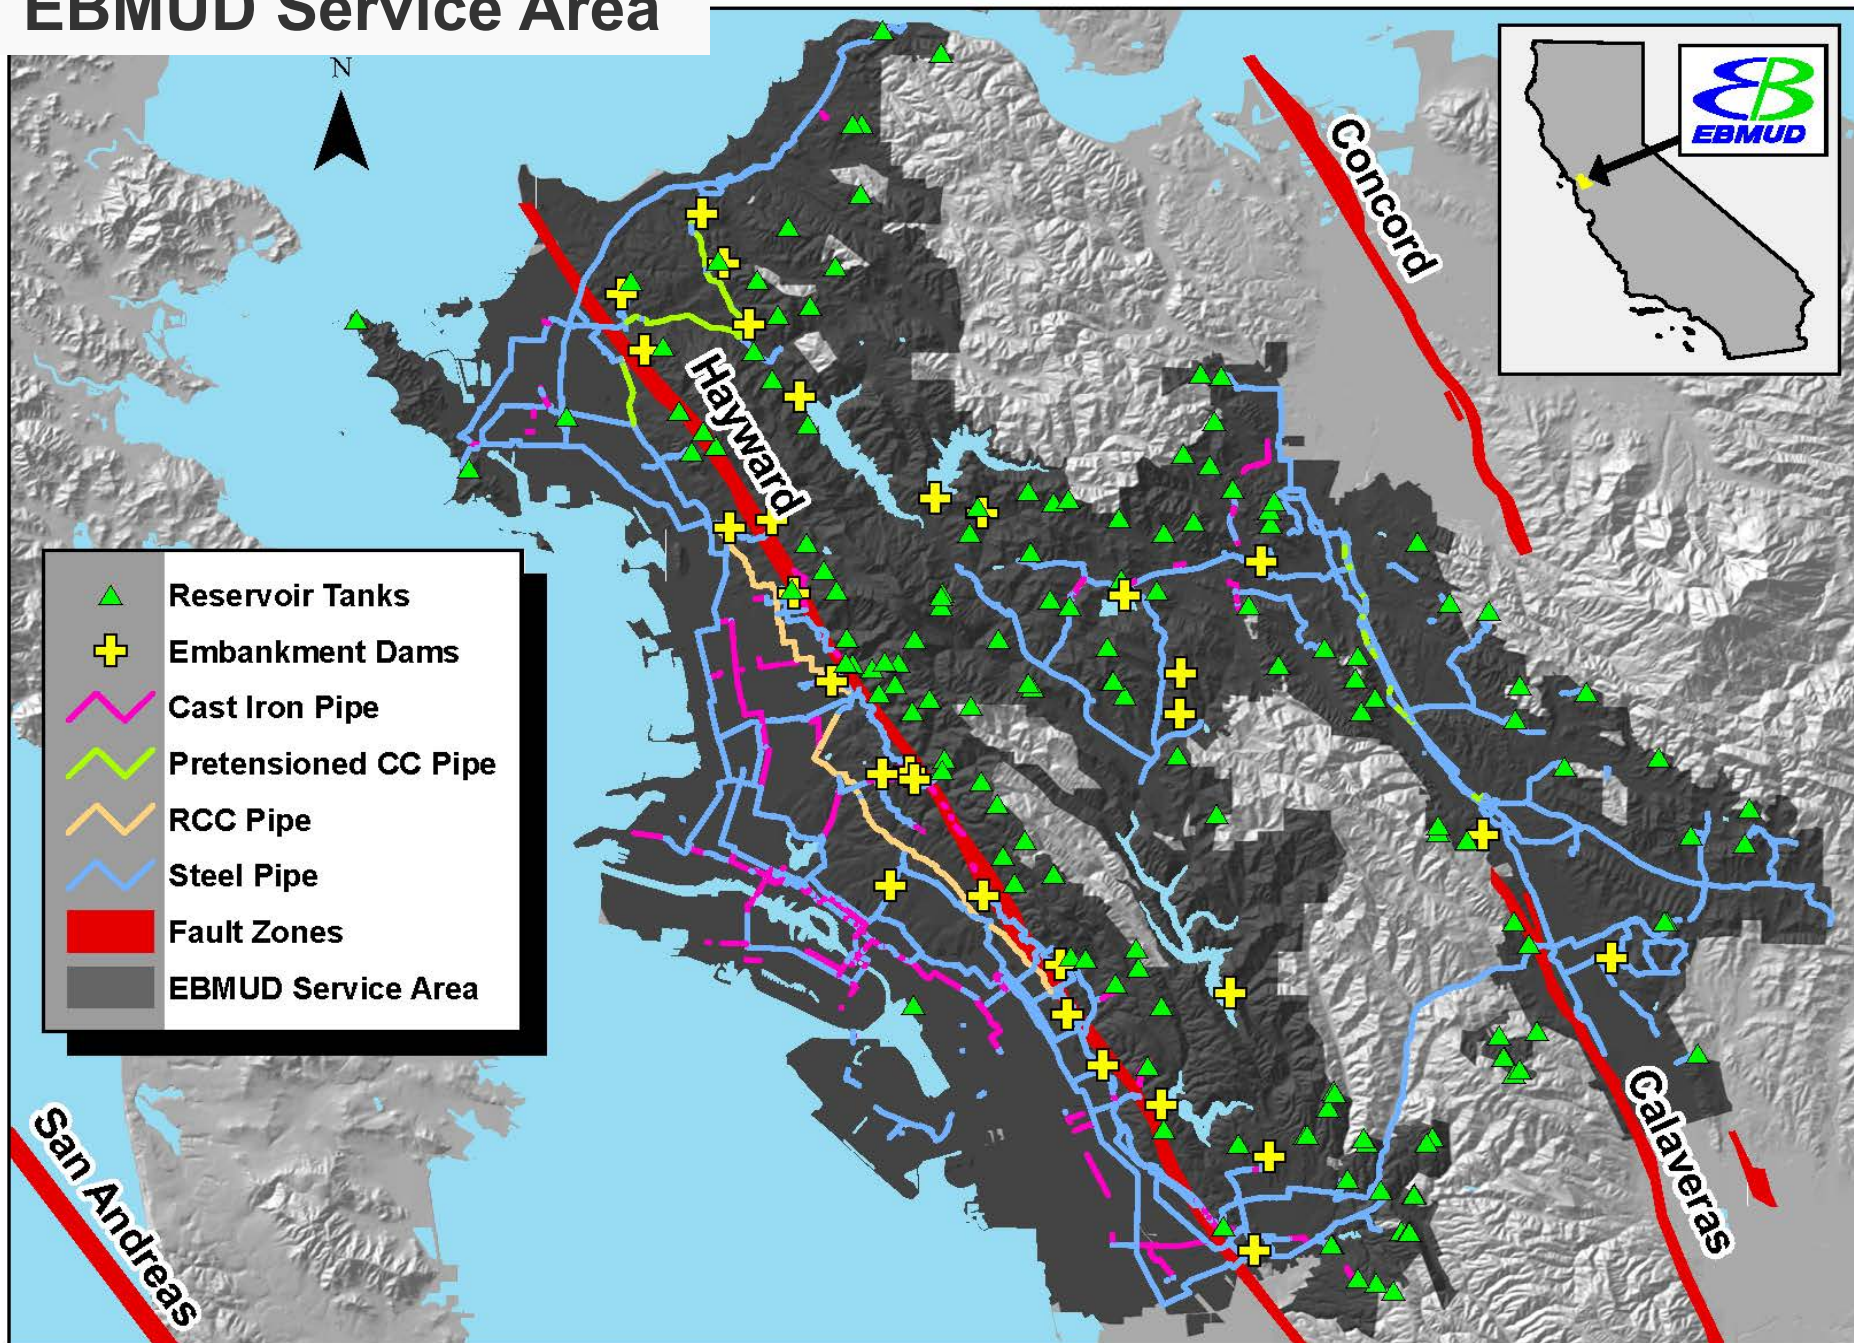 EBMUD Service Area
N
Concord
EBMUD
Hayward
Reservoir Tanks
Embankment Dams
Cast Iron Pipe
Pretensioned CC Pipe
RCC Pipe
Steel Pipe
Fault Zones
EBMUD Service Area
San Andreas
Calaveras